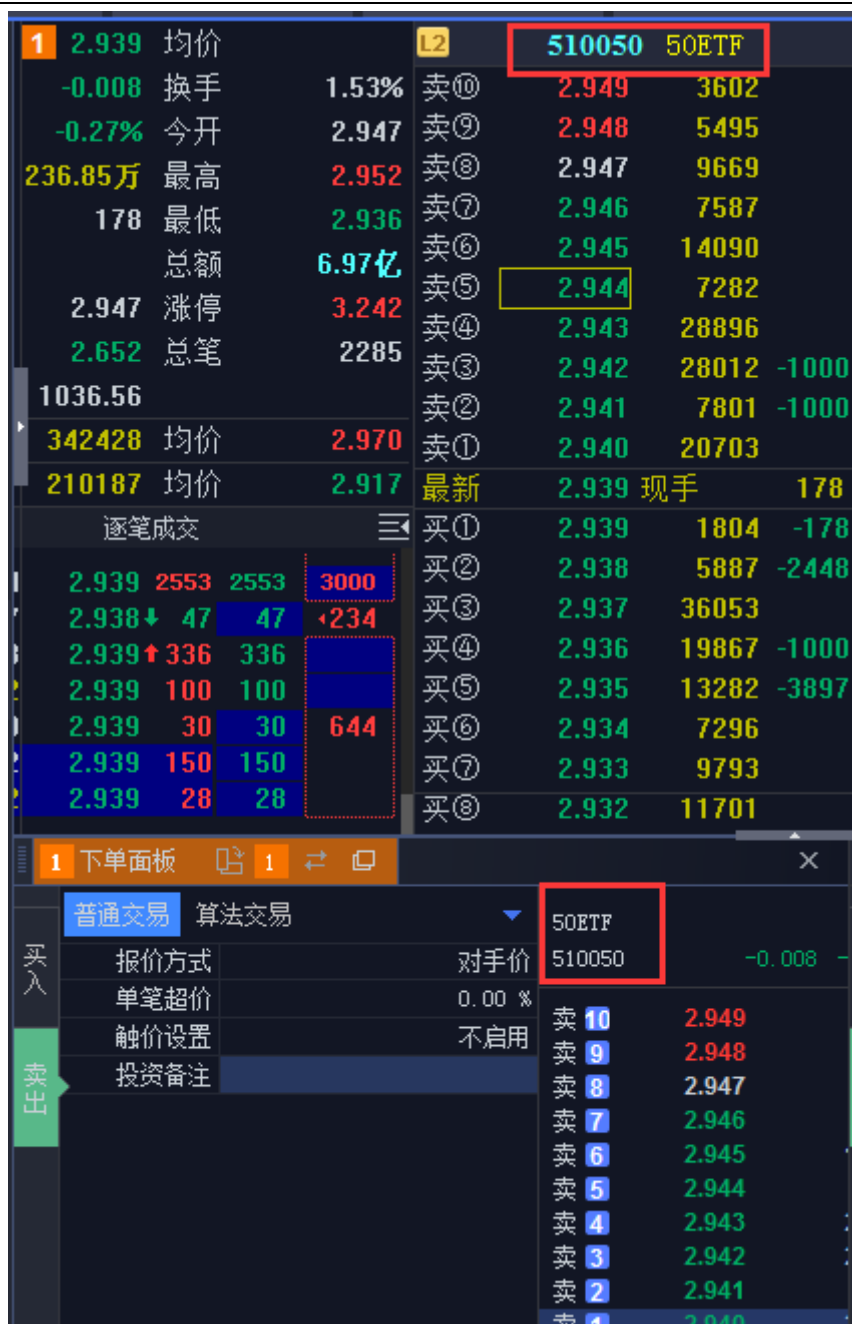 1 2.939 均价
-0.008 换手 1.53%
-0.27% 今开 2.947
236.85万 最高 2.952
178 最低 2.936
总额 6.97亿
2.947 涨停 3.242
2.652 总笔 2285
1036.56
342428 均价 2.970
210187 均价 2.917
逐笔成交
2.939 2553 2553 3000
2.938↓ 47 47 234
2.939↑ 336 336
2.939 100 100
2.939 30 30 644
2.939 150 150
2.939 28 28
L2 510050 50ETF
卖⑩ 2.949 3602
卖⑨ 2.948 5495
卖⑧ 2.947 9669
卖⑦ 2.946 7587
卖⑥ 2.945 14090
卖⑤ 2.944 7282
卖④ 2.943 28896
卖③ 2.942 28012 -1000
卖② 2.941 7801 -1000
卖① 2.940 20703
最新 2.939 现手 178
买① 2.939 1804 -178
买② 2.938 5887 -2448
买③ 2.937 36053
买④ 2.936 19867 -1000
买⑤ 2.935 13282 -3897
买⑥ 2.934 7296
买⑦ 2.933 9793
买⑧ 2.932 11701
1 下单面板 1
买入
卖出
普通交易 算法交易
报价方式 对手价
单笔超价 0.00 %
触价设置 不启用
投资备注
50ETF
510050 -0.008
卖 10 2.949
卖 9 2.948
卖 8 2.947
卖 7 2.946
卖 6 2.945
卖 5 2.944
卖 4 2.943
卖 3 2.942
卖 2 2.941
卖 1 2.940